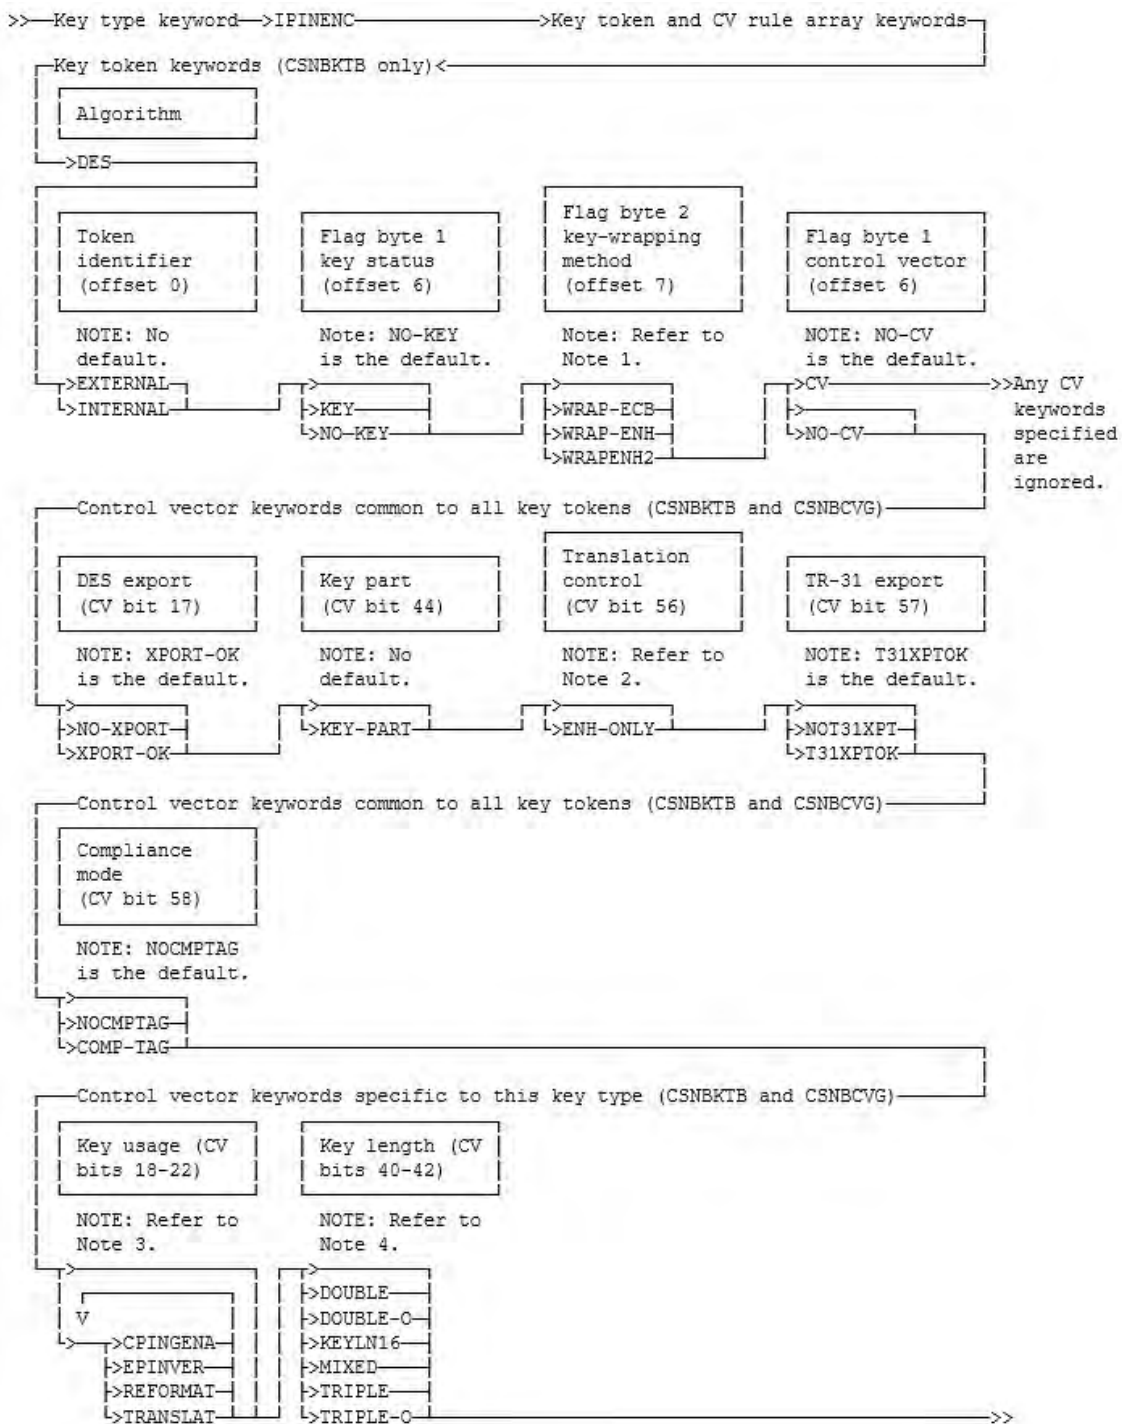 >>—Key type keyword—>IPINENC—>Key token and CV rule array keywords
Key token keywords (CSNBKTB only)<
Algorithm
>DES
Token identifier (offset 0)
Flag byte 1 key status (offset 6)
Flag byte 2 key-wrapping method (offset 7)
Flag byte 1 control vector (offset 6)
NOTE: No default.
Note: NO-KEY is the default.
Note: Refer to Note 1.
NOTE: NO-CV is the default.
>EXTERNAL
>INTERNAL
>
>KEY
>NO-KEY
>
>WRAP-ECB
>WRAP-ENH
>WRAPENH2
>CV—>>Any CV keywords specified are ignored.
>
>NO-CV
Control vector keywords common to all key tokens (CSNBKTB and CSNBCVG)
DES export (CV bit 17)
Key part (CV bit 44)
Translation control (CV bit 56)
TR-31 export (CV bit 57)
NOTE: XPORT-OK is the default.
NOTE: No default.
NOTE: Refer to Note 2.
NOTE: T31XPTOK is the default.
>
>NO-XPORT
>XPORT-OK
>
>KEY-PART
>
>ENH-ONLY
>
>NOT31XPT
>T31XPTOK
Control vector keywords common to all key tokens (CSNBKTB and CSNBCVG)
Compliance mode (CV bit 58)
NOTE: NOCMPTAG is the default.
>
>NOCMPTAG
>COMP-TAG
Control vector keywords specific to this key type (CSNBKTB and CSNBCVG)
Key usage (CV bits 18-22)
Key length (CV bits 40-42)
NOTE: Refer to Note 3.
NOTE: Refer to Note 4.
>
V
>
>CPINGENA
>EPINVER
>REFORMAT
>TRANSLAT
>
>DOUBLE
>DOUBLE-O
>KEYLN16
>MIXED
>TRIPLE
>TRIPLE-O—>>